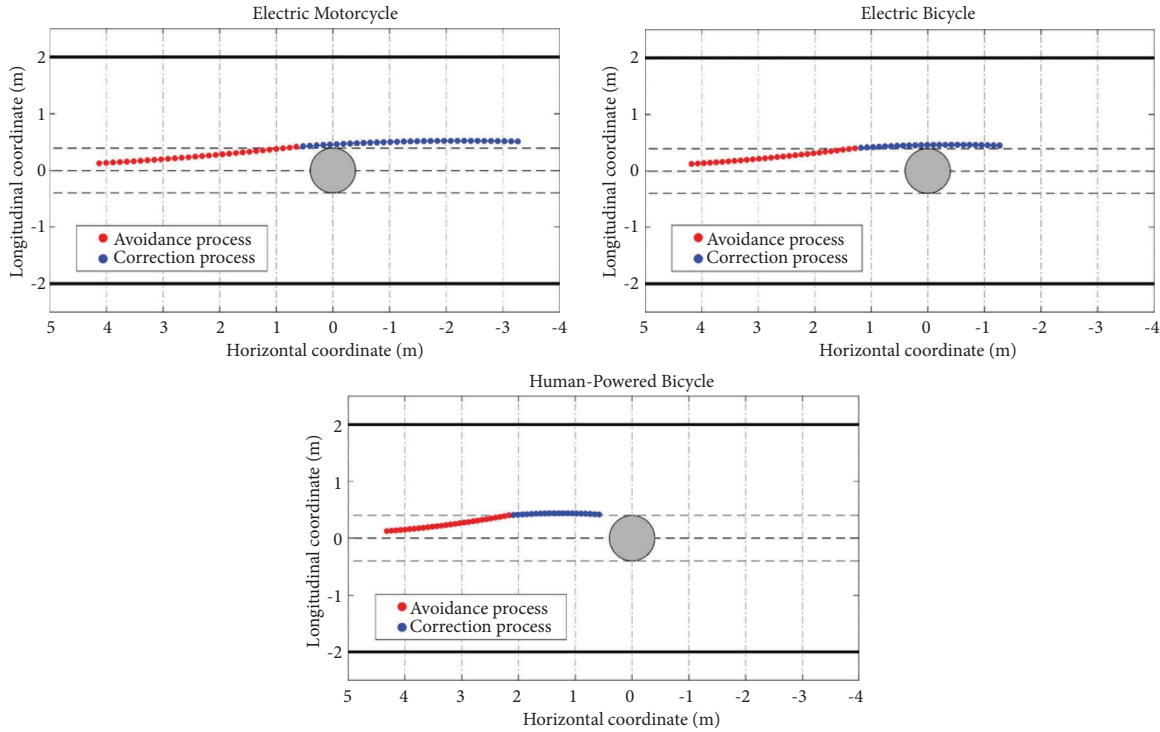 Electric Motorcycle
2
1
0
-1
-2
Longitudinal coordinate (m)
Avoidance process
Correction process
5 4 3 2 1 0 -1 -2 -3 -4
Horizontal coordinate (m)
Electric Bicycle
2
1
0
-1
-2
Longitudinal coordinate (m)
Avoidance process
Correction process
5 4 3 2 1 0 -1 -2 -3 -4
Horizontal coordinate (m)
Human-Powered Bicycle
2
1
0
-1
-2
Longitudinal coordinate (m)
Avoidance process
Correction process
5 4 3 2 1 0 -1 -2 -3 -4
Horizontal coordinate (m)